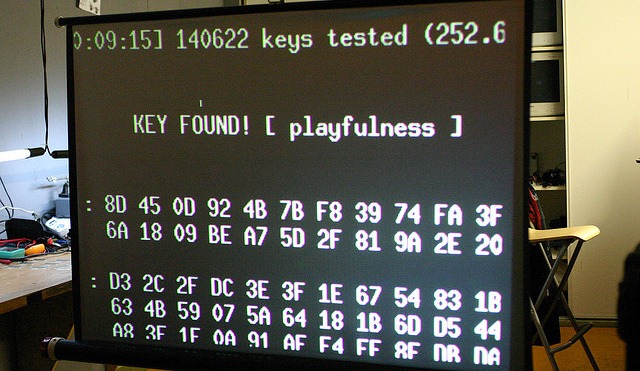 0:09:15] 140622 keys tested (252.6
KEY FOUND! [ playfulness ]
: 8D 45 0D 92 4B 7B F8 39 74 FA 3F
6A 18 09 BE A7 5D 2F 81 9A 2E 20
: D3 2C 2F DC 3E 3F 1E 67 54 83 1B
63 4B 59 07 5A 64 18 1B 6D D5 44
A8 3F 1F 0A 91 AF F4 FF 8F